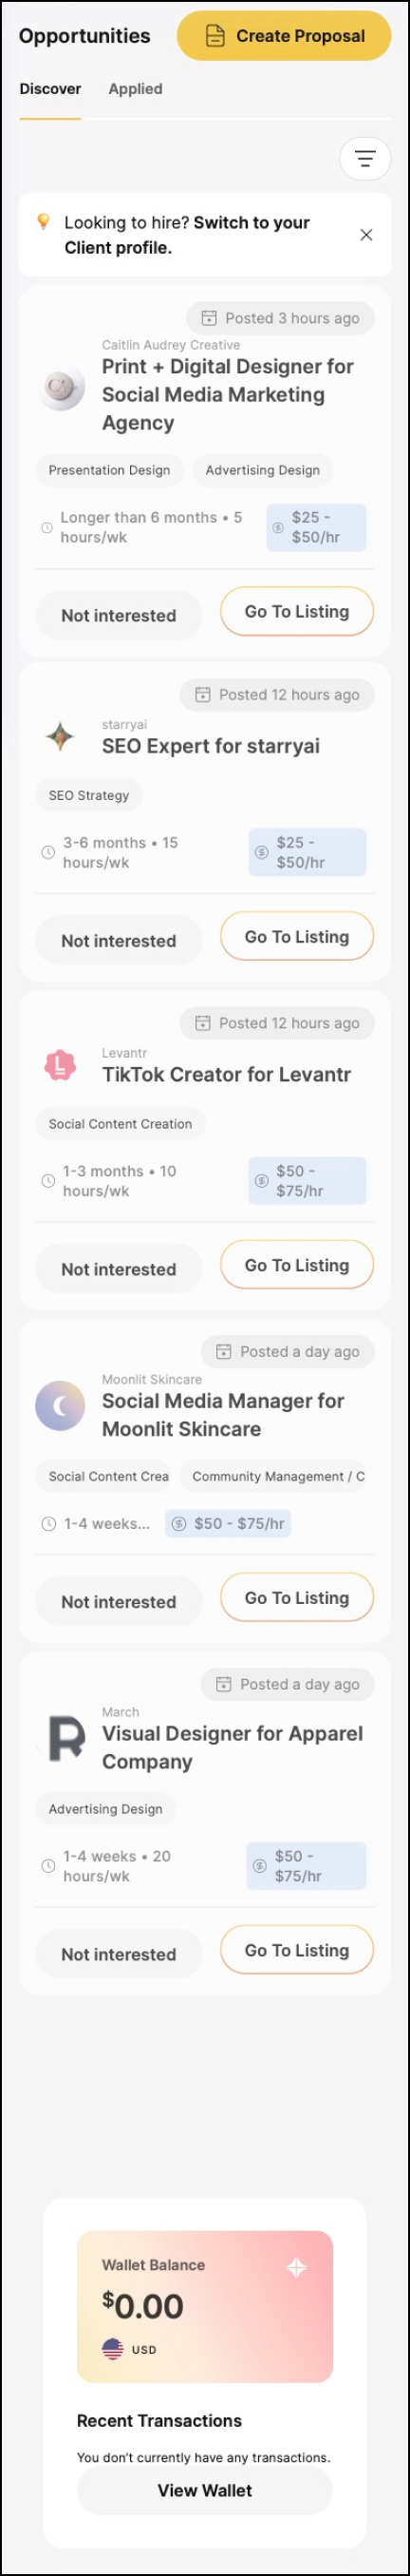 Opportunities
Create Proposal
Discover
Applied
Looking to hire? Switch to your
Client profile.
Posted 3 hours ago
Caitlin Audrey Creative
CA
Print + Digital Designer for
Social Media Marketing
Agency
Presentation Design
Advertising Design
Longer than 6 months • 5
hours/wk
$25 -
$50/hr
Not interested
Go To Listing
Posted 12 hours ago
starryai
SEO Expert for starryai
SEO Strategy
3-6 months • 15
hours/wk
$25 -
$50/hr
Not interested
Go To Listing
Posted 12 hours ago
Levantr
L
TikTok Creator for Levantr
Social Content Creation
1-3 months • 10
hours/wk
$50 -
$75/hr
Not interested
Go To Listing
Posted a day ago
Moonlit Skincare
Social Media Manager for
Moonlit Skincare
Social Content Crea
Community Management / C
1-4 weeks...
$50 - $75/hr
Not interested
Go To Listing
Posted a day ago
March
R
Visual Designer for Apparel
Company
Advertising Design
1-4 weeks • 20
hours/wk
$50 -
$75/hr
Not interested
Go To Listing
Wallet Balance
$0.00
USD
Recent Transactions
You don't currently have any transactions.
View Wallet